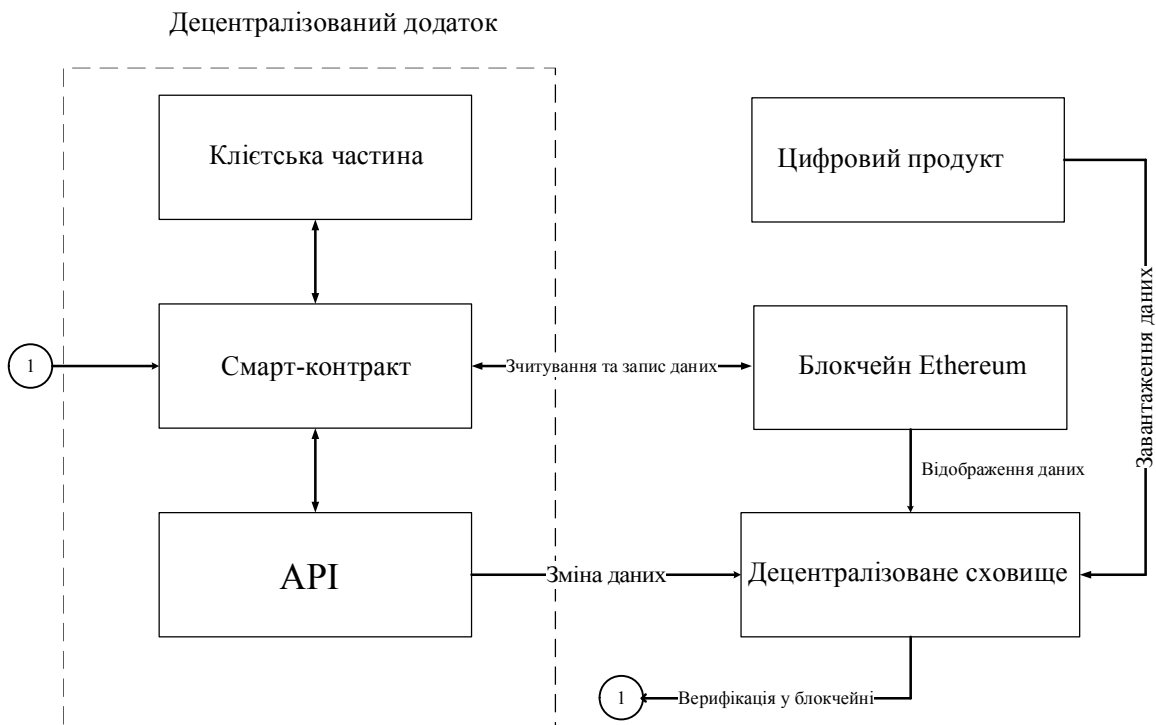 Децентралізований додаток
Клієтська частина
Цифровий продукт
Завантаження даних
1
Смарт-контракт
Зчитування та запис даних
Блокчейн Ethereum
Відображення даних
API
Зміна даних
Децентралізоване сховище
1
Верифікація у блокчейні